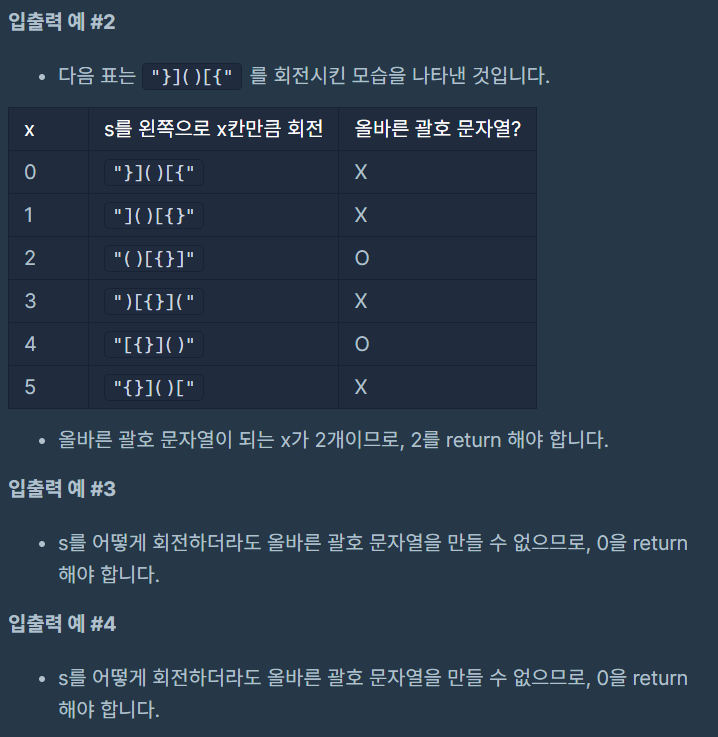 입출력 예 #2
• 다음 표는 "}]()[{" 를 회전시킨 모습을 나타낸 것입니다.
x s를 왼쪽으로 x칸만큼 회전 올바른 괄호 문자열?
0 "}]()[{" X
1 "]()[{}" X
2 "()[{}]" O
3 ")[{}](" X
4 "[{}]()" O
5 "{}]()[" X
• 올바른 괄호 문자열이 되는 x가 2개이므로, 2를 return 해야 합니다.
입출력 예 #3
• s를 어떻게 회전하더라도 올바른 괄호 문자열을 만들 수 없으므로, 0을 return
해야 합니다.
입출력 예 #4
• s를 어떻게 회전하더라도 올바른 괄호 문자열을 만들 수 없으므로, 0을 return
해야 합니다.